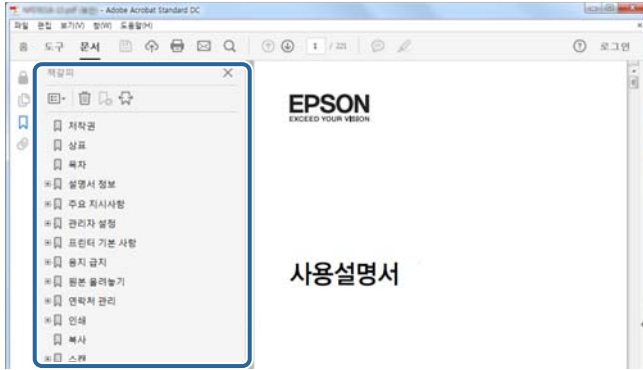 - Adobe Acrobat Standard DC
파일 편집 보기(V) 창(W) 도움말(H)
홈 도구 문서 1 / 221 로그인
책갈피
저작권
상표
목차
설명서 정보
주요 지시사항
관리자 설정
프린터 기본 사항
용지 급지
원본 올려놓기
연락처 관리
인쇄
복사
스캔
EPSON
EXCEED YOUR VISION
사용설명서